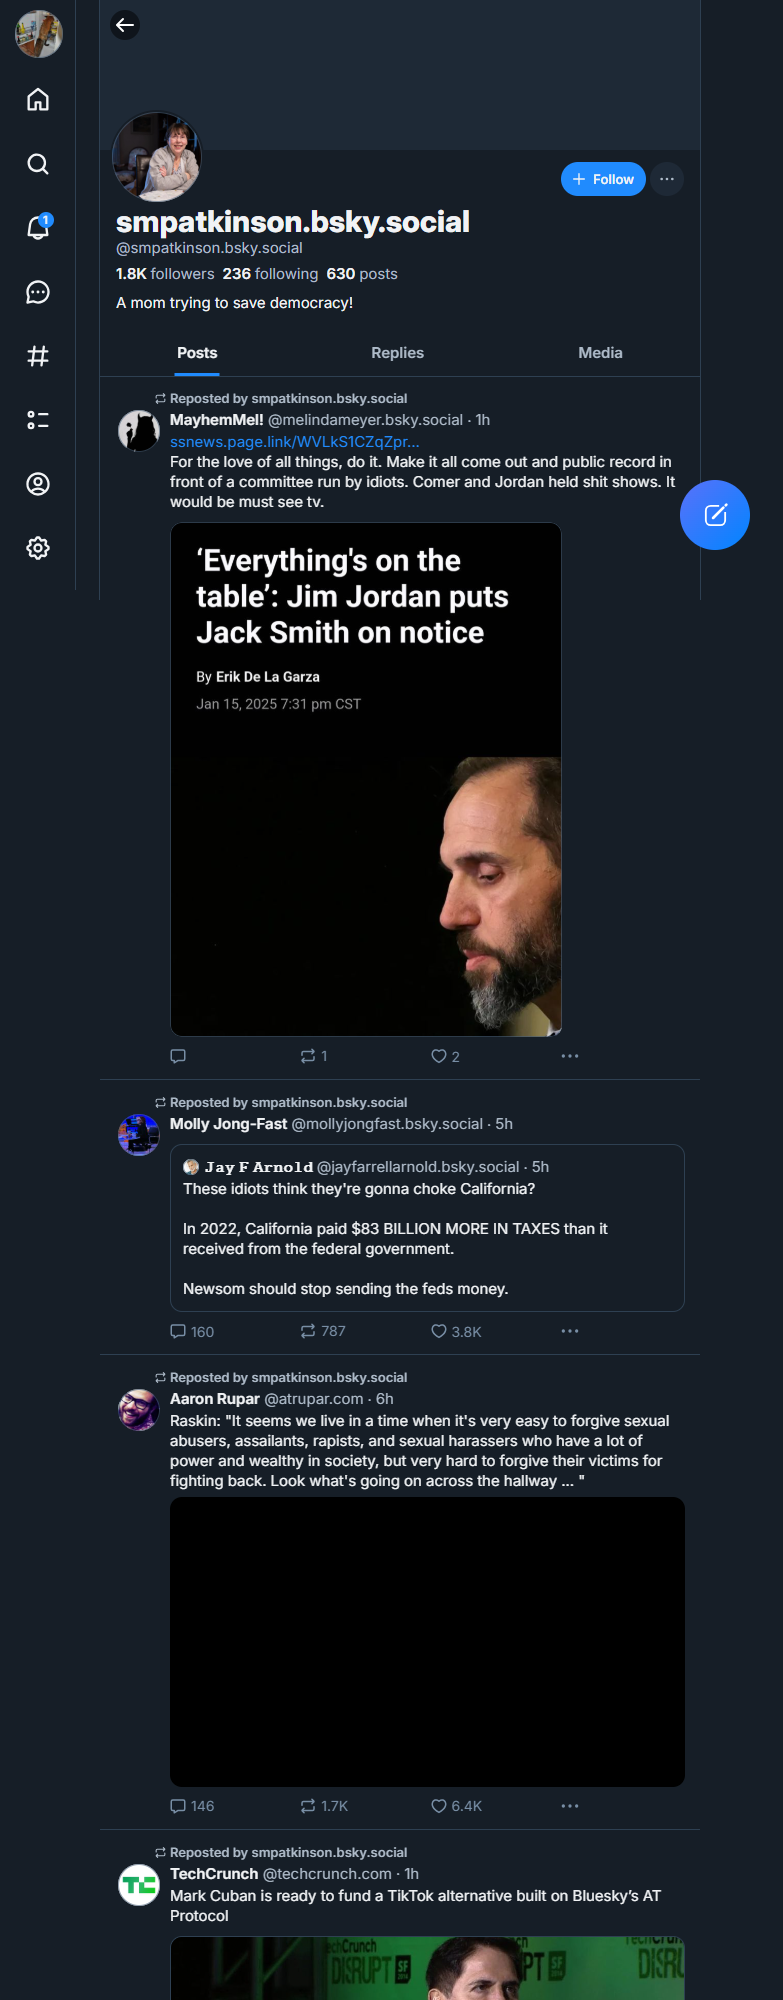 Follow
smpatkinson.bsky.social
@smpatkinson.bsky.social
1
1.8K followers 236 following 630 posts
A mom trying to save democracy!
Posts Replies Media
Reposted by smpatkinson.bsky.social
MayhemMel! @melindameyer.bsky.social · 1h
ssnews.page.link/WVLkS1CZqZpr...
For the love of all things, do it. Make it all come out and public record in
front of a committee run by idiots. Comer and Jordan held shit shows. It
would be must see tv.
‘Everything's on the
table’: Jim Jordan puts
Jack Smith on notice
By Erik De La Garza
Jan 15, 2025 7:31 pm CST
1 2
Reposted by smpatkinson.bsky.social
Molly Jong-Fast @mollyjongfast.bsky.social · 5h
Jay F Arnold @jayfarrellarnold.bsky.social · 5h
These idiots think they're gonna choke California?
In 2022, California paid $83 BILLION MORE IN TAXES than it
received from the federal government.
Newsom should stop sending the feds money.
160 787 3.8K
Reposted by smpatkinson.bsky.social
Aaron Rupar @atrupar.com · 6h
Raskin: "It seems we live in a time when it's very easy to forgive sexual
abusers, assailants, rapists, and sexual harassers who have a lot of
power and wealthy in society, but very hard to forgive their victims for
fighting back. Look what's going on across the hallway ... "
146 1.7K 6.4K
Reposted by smpatkinson.bsky.social
TC
TechCrunch @techcrunch.com · 1h
Mark Cuban is ready to fund a TikTok alternative built on Bluesky’s AT
Protocol
DISRUPT SF